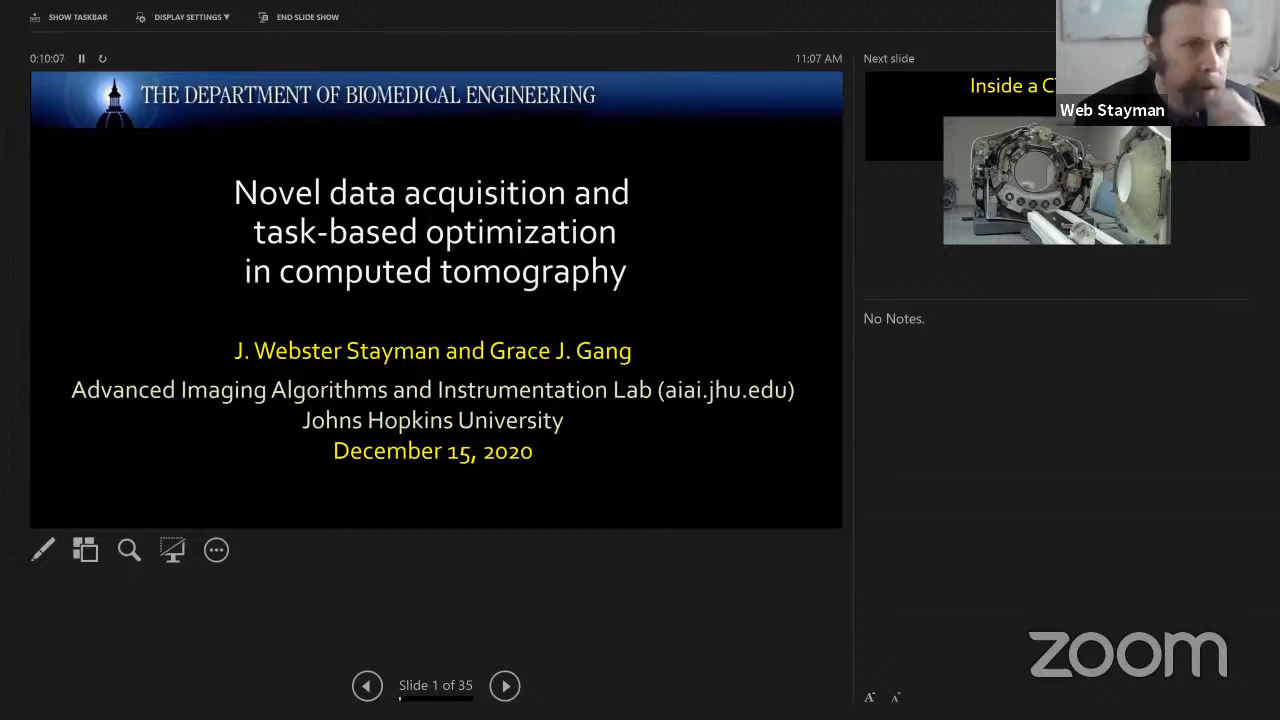 SHOW TASKBAR
DISPLAY SETTINGS ▼
END SLIDE SHOW
0:10:07
11:07 AM
THE DEPARTMENT OF BIOMEDICAL ENGINEERING
Novel data acquisition and
task-based optimization
in computed tomography
J. Webster Stayman and Grace J. Gang
Advanced Imaging Algorithms and Instrumentation Lab (aiai.jhu.edu)
Johns Hopkins University
December 15, 2020
Slide 1 of 35
Next slide
Inside a C
Web Stayman
No Notes.
zoom
A A